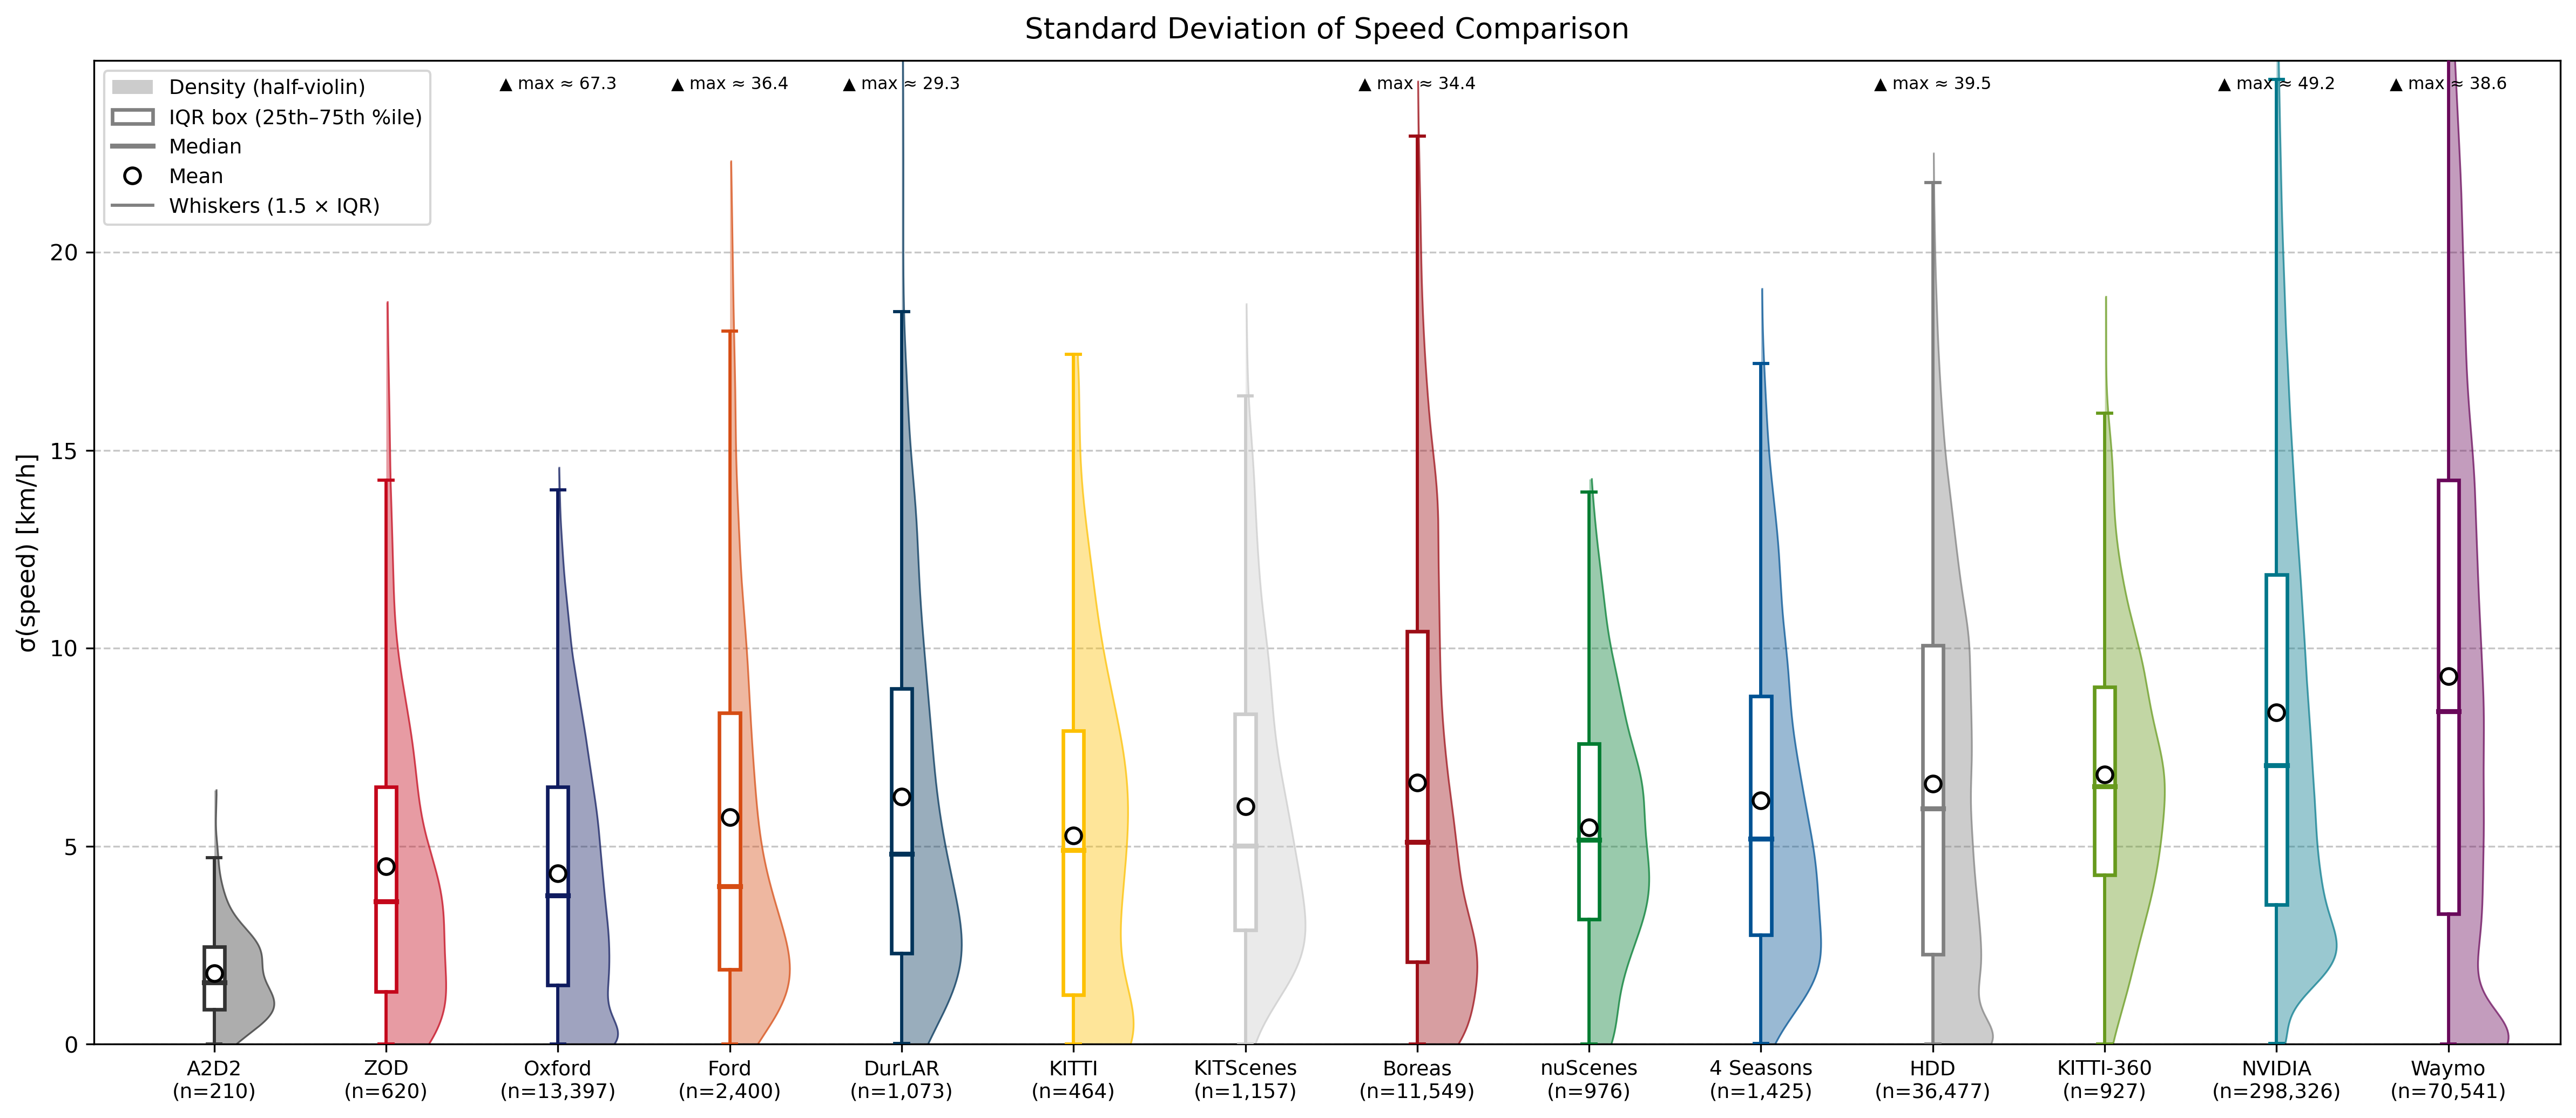 Standard Deviation of Speed Comparison
Density (half-violin)
IQR box (25th–75th %ile)
Median
Mean
Whiskers (1.5 × IQR)
▲ max ≈ 67.3
▲ max ≈ 36.4
▲ max ≈ 29.3
▲ max ≈ 34.4
▲ max ≈ 39.5
▲ max ≈ 49.2
▲ max ≈ 38.6
σ(speed) [km/h]
20
15
10
5
0
A2D2
(n=210)
ZOD
(n=620)
Oxford
(n=13,397)
Ford
(n=2,400)
DurLAR
(n=1,073)
KITTI
(n=464)
KITScenes
(n=1,157)
Boreas
(n=11,549)
nuScenes
(n=976)
4 Seasons
(n=1,425)
HDD
(n=36,477)
KITTI-360
(n=927)
NVIDIA
(n=298,326)
Waymo
(n=70,541)